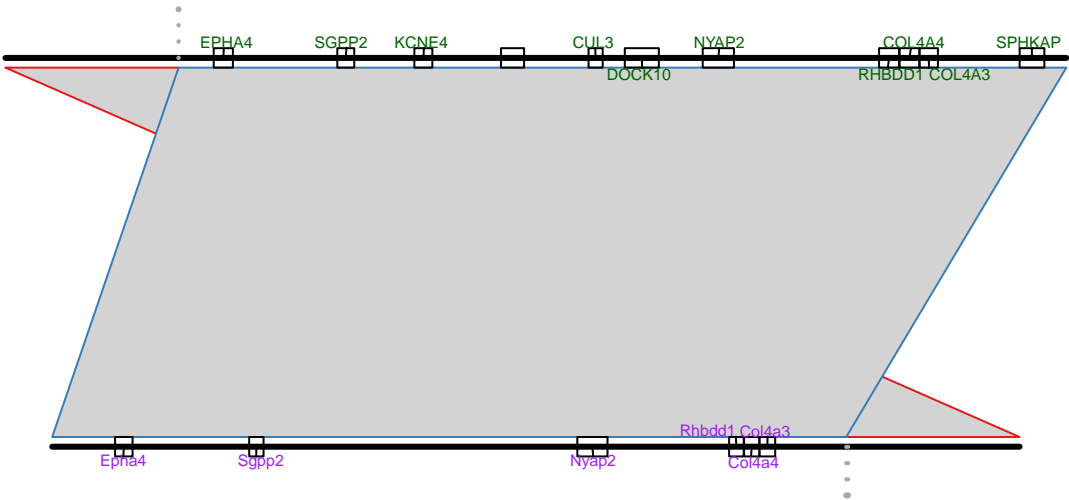 EPHA4 SGPP2 KCNE4 CUL3 NYAP2 COL4A4 SPHKAP
DOCK10 RHBDD1 COL4A3
Rhbdd1 Col4a3
Epha4 Sgpp2 Nyap2 Col4a4